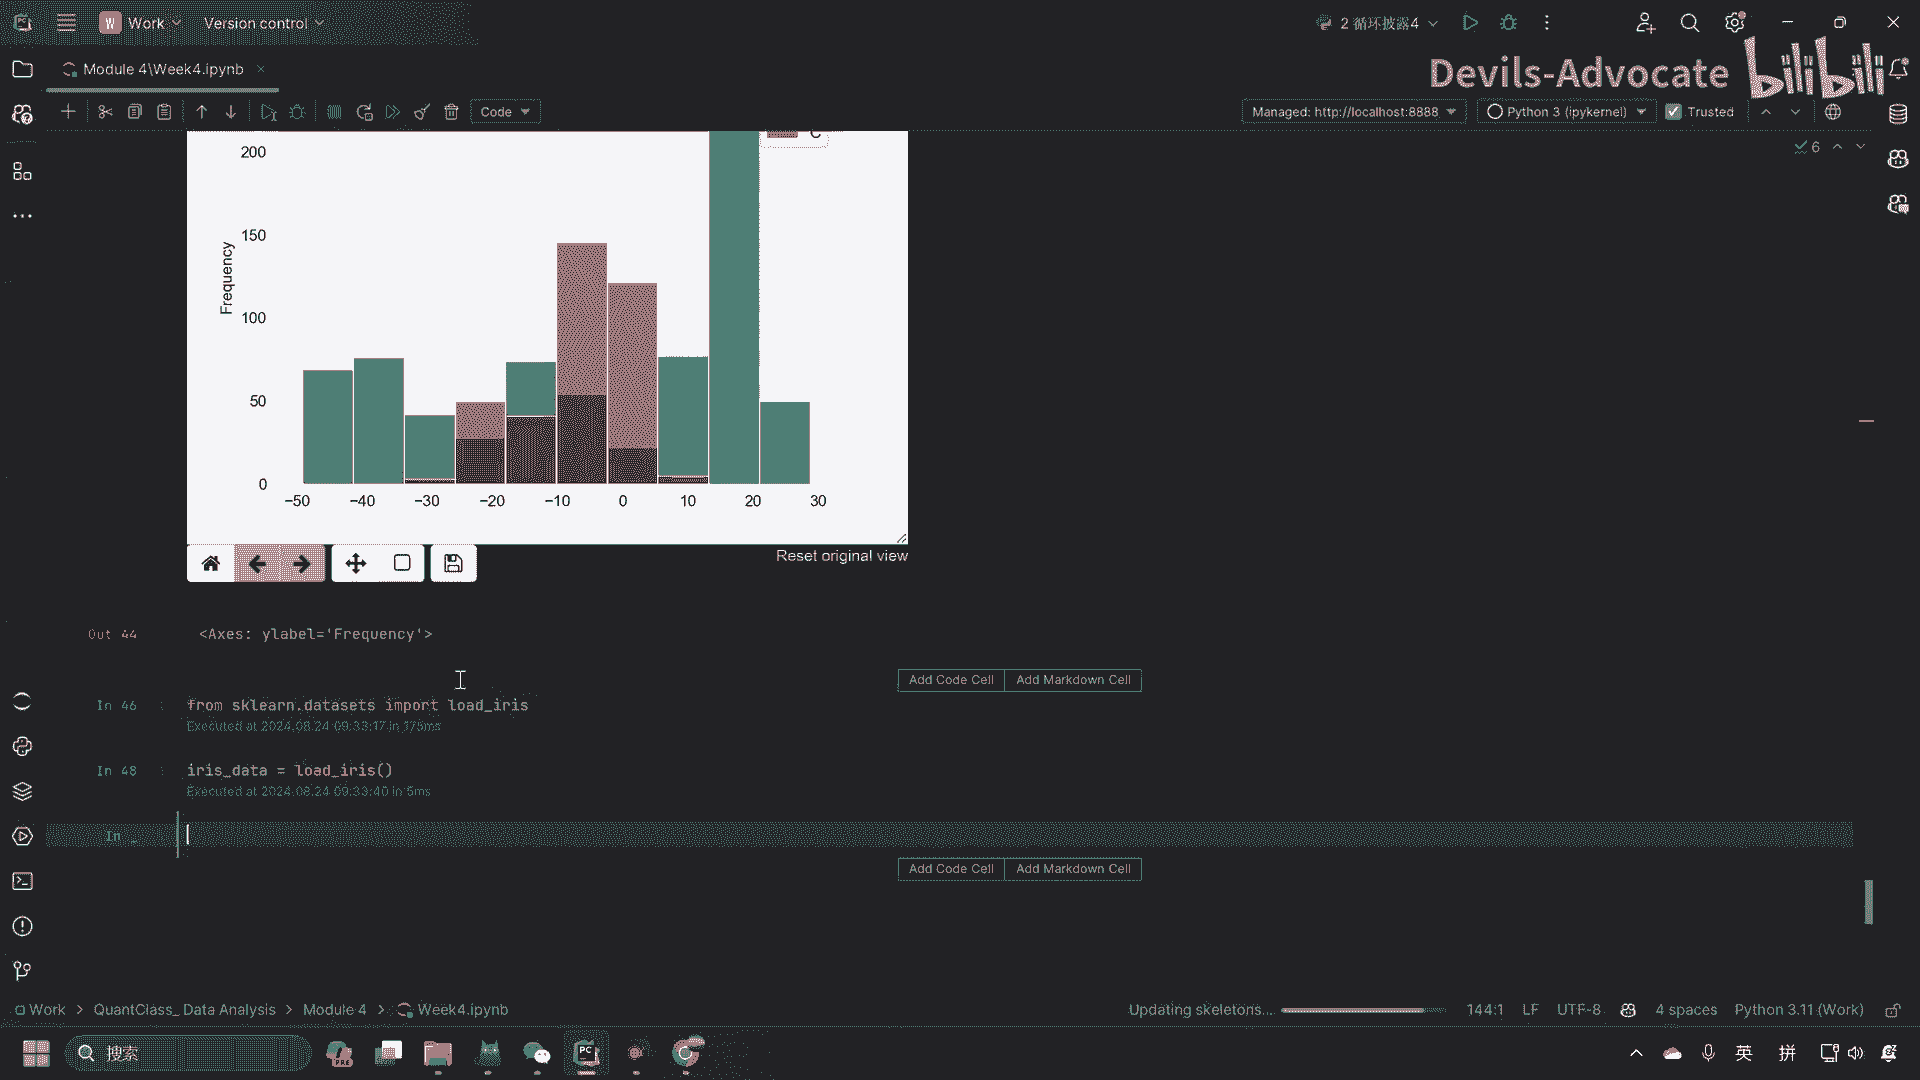 Work
Version control
2 循环披露4
Module 4\Week4.ipynb
Devils-Advocate
bilibili
Code
Managed: http://localhost:8888
Python 3 (ipykernel)
Trusted
6
C
200
150
100
50
0
Frequency
−50 −40 −30 −20 −10 0 10 20 30
Reset original view
Out 44
<Axes: ylabel='Frequency'>
Add Code Cell Add Markdown Cell
In 46 : from sklearn.datasets import load_iris
Executed at 2024.08.24 09:33:17 in 175ms
In 48 : iris_data = load_iris()
Executed at 2024.08.24 09:33:40 in 5ms
In _
Add Code Cell Add Markdown Cell
Work > QuantClass_ Data Analysis > Module 4 > Week4.ipynb
Updating skeletons...
144:1 LF UTF-8 4 spaces Python 3.11 (Work)
搜索
PRE
英 拼